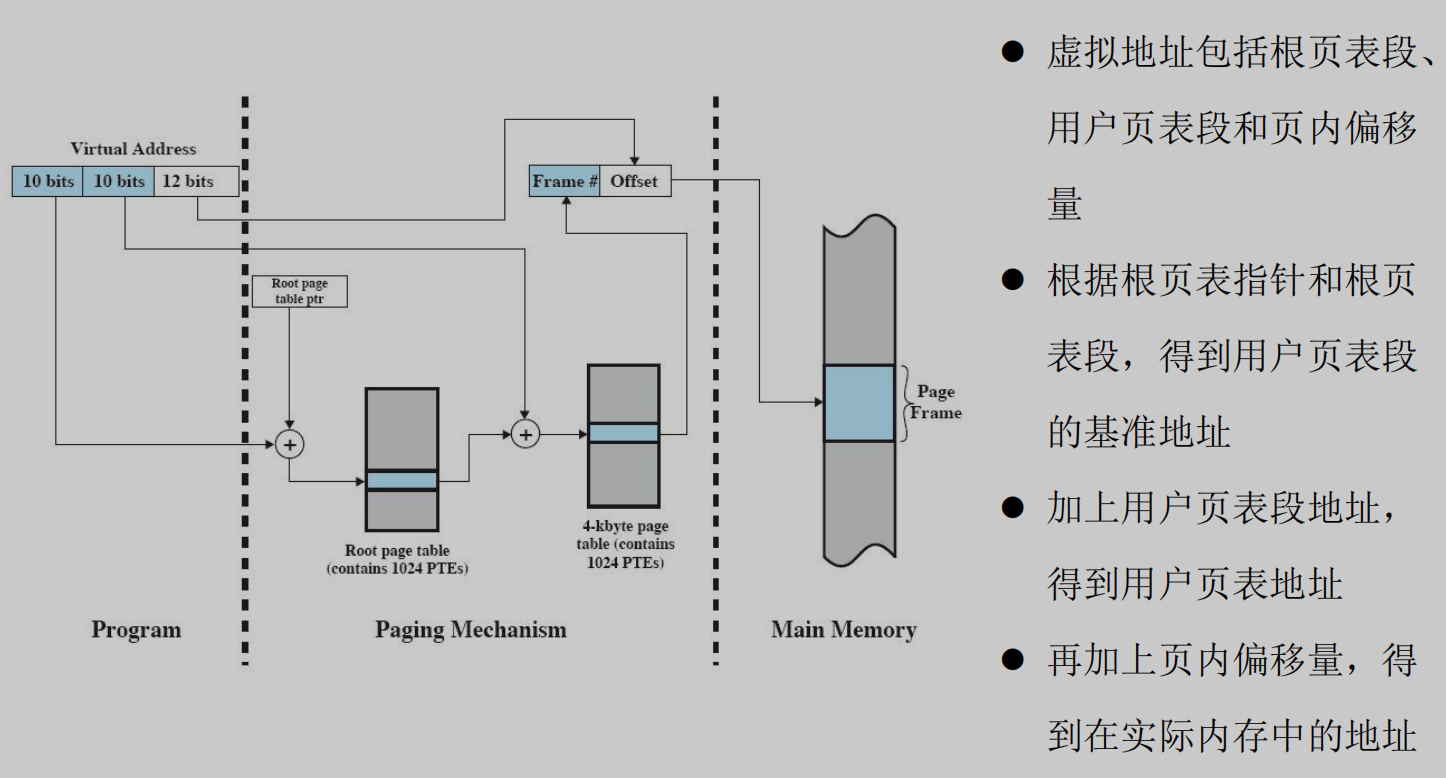 Virtual Address
10 bits 10 bits 12 bits
Frame # Offset
Root page
table ptr
+
+
Page
Frame
Root page table
(contains 1024 PTEs)
4-kbyte page
table (contains
1024 PTEs)
Program
Paging Mechanism
Main Memory
● 虚拟地址包括根页表段、
用户页表段和页内偏移
量
● 根据根页表指针和根页
表段，得到用户页表段
的基准地址
● 加上用户页表段地址，
得到用户页表地址
● 再加上页内偏移量，得
到在实际内存中的地址